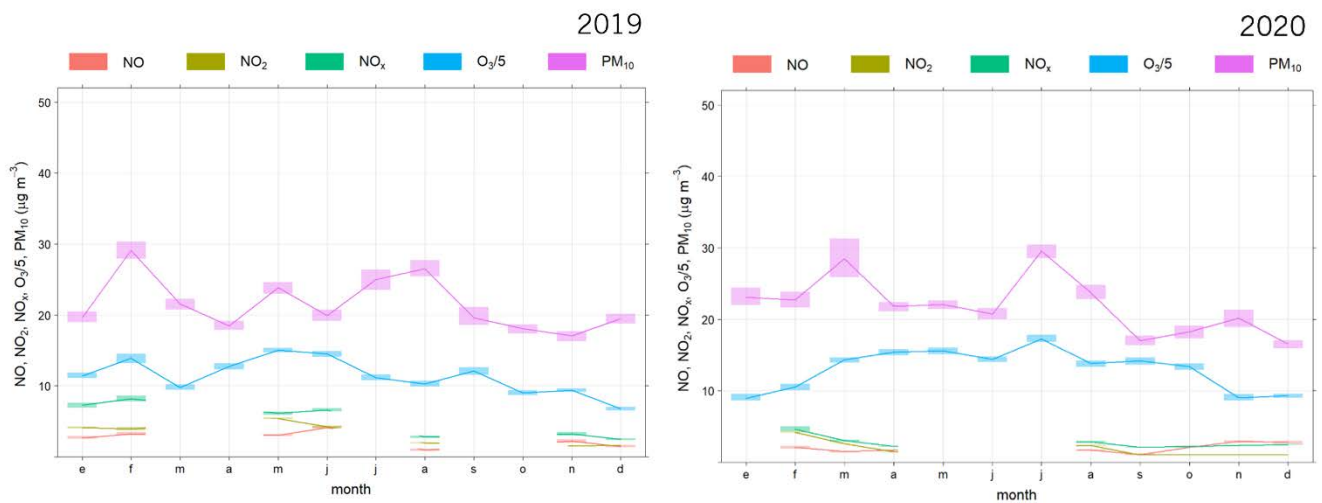 2019
NO NO₂ NOₓ O₃/5 PM₁₀
NO, NO₂, NOₓ, O₃/5, PM₁₀ (µg m⁻³)
50
40
30
20
10
e f m a m j j a s o n d
month
2020
NO NO₂ NOₓ O₃/5 PM₁₀
NO, NO₂, NOₓ, O₃/5, PM₁₀ (µg m⁻³)
50
40
30
20
10
e f m a m j j a s o n d
month